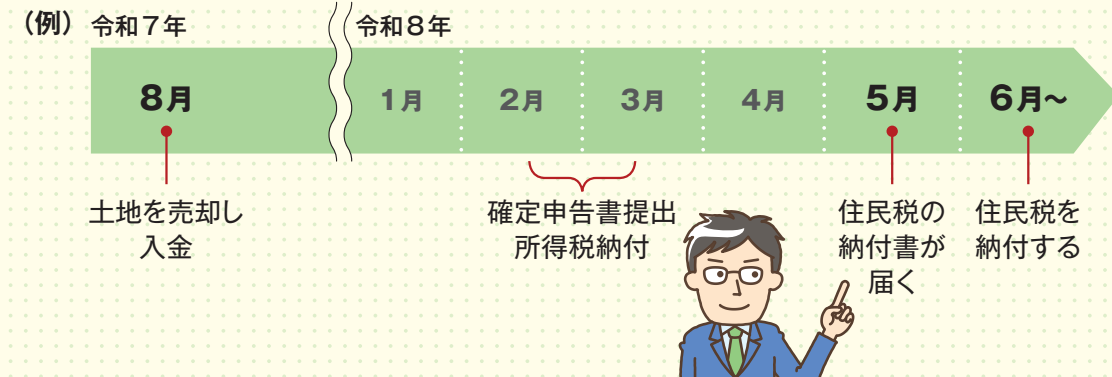 (例) 令和7年
令和8年
8月
1月
2月
3月
4月
5月
6月～
土地を売却し
入金
確定申告書提出
所得税納付
住民税の
納付書が
届く
住民税を
納付する